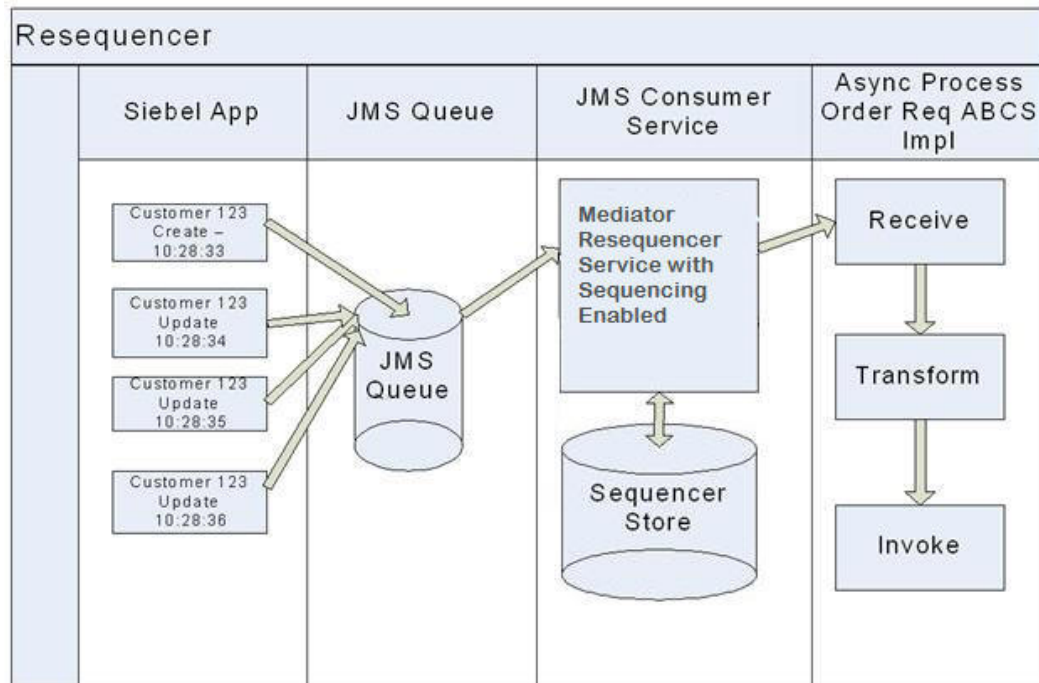 Resequencer
Siebel App
JMS Queue
JMS Consumer
Service
Async Process
Order Req ABCS
Impl
Customer 123
Create –
10:28:33
Customer 123
Update
10:28:34
Customer 123
Update
10:28:35
Customer 123
Update
10:28:36
JMS
Queue
Mediator
Resequencer
Service with
Sequencing
Enabled
Sequencer
Store
Receive
Transform
Invoke